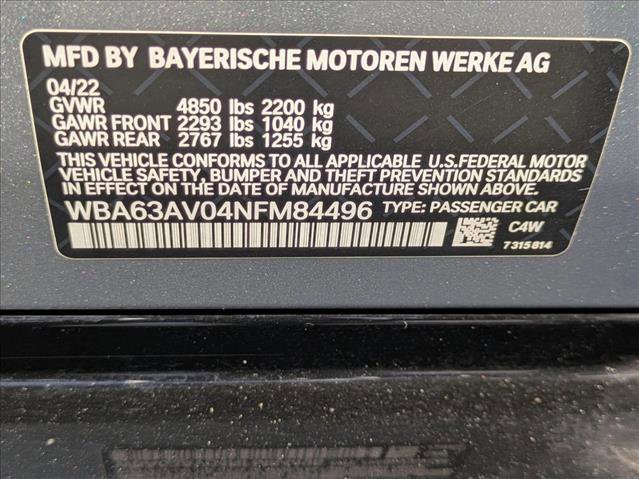 MFD BY BAYERISCHE MOTOREN WERKE AG
04/22
GVWR 4850 lbs 2200 kg
GAWR FRONT 2293 lbs 1040 kg
GAWR REAR 2767 lbs 1255 kg
THIS VEHICLE CONFORMS TO ALL APPLICABLE U.S.FEDERAL MOTOR
VEHICLE SAFETY, BUMPER AND THEFT PREVENTION
STANDARDS IN EFFECT ON THE DATE OF MANUFACTURE SHOWN ABOVE.
WBA63AV04NFM84496 TYPE: PASSENGER CAR
C4W
7315814